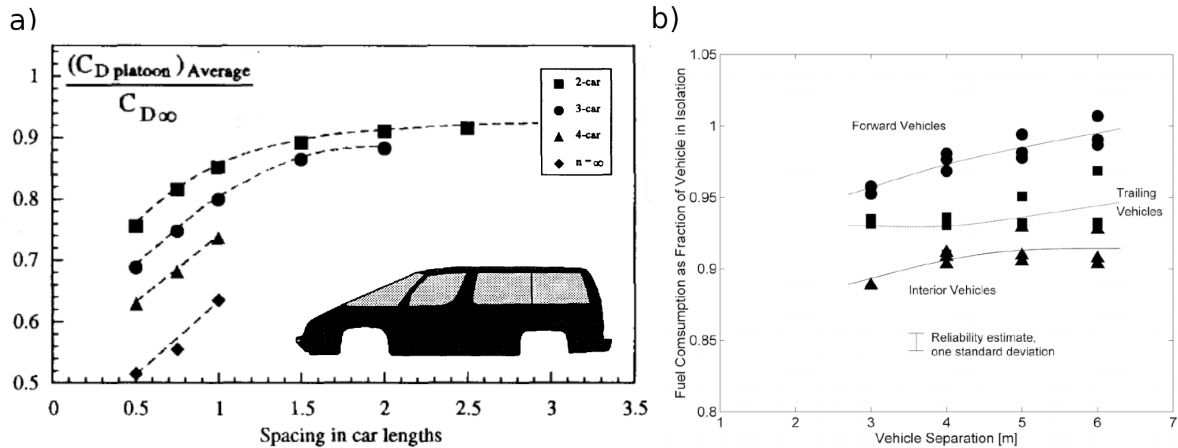 a)
(C D platoon ) Average
C D∞
2-car
3-car
4-car
n = ∞
1
0.9
0.8
0.7
0.6
0.5
0
0.5
1.0
1.5
2.0
2.5
3
3.5
Spacing in car lengths
b)
Fuel Comsumption as Fraction of Vehicle in Isolation
1.05
1
0.95
0.9
0.85
0.8
Forward Vehicles
Trailing
Vehicles
Interior Vehicles
Reliability estimate,
one standard deviation
1
2
3
4
5
6
7
Vehicle Separation [m]